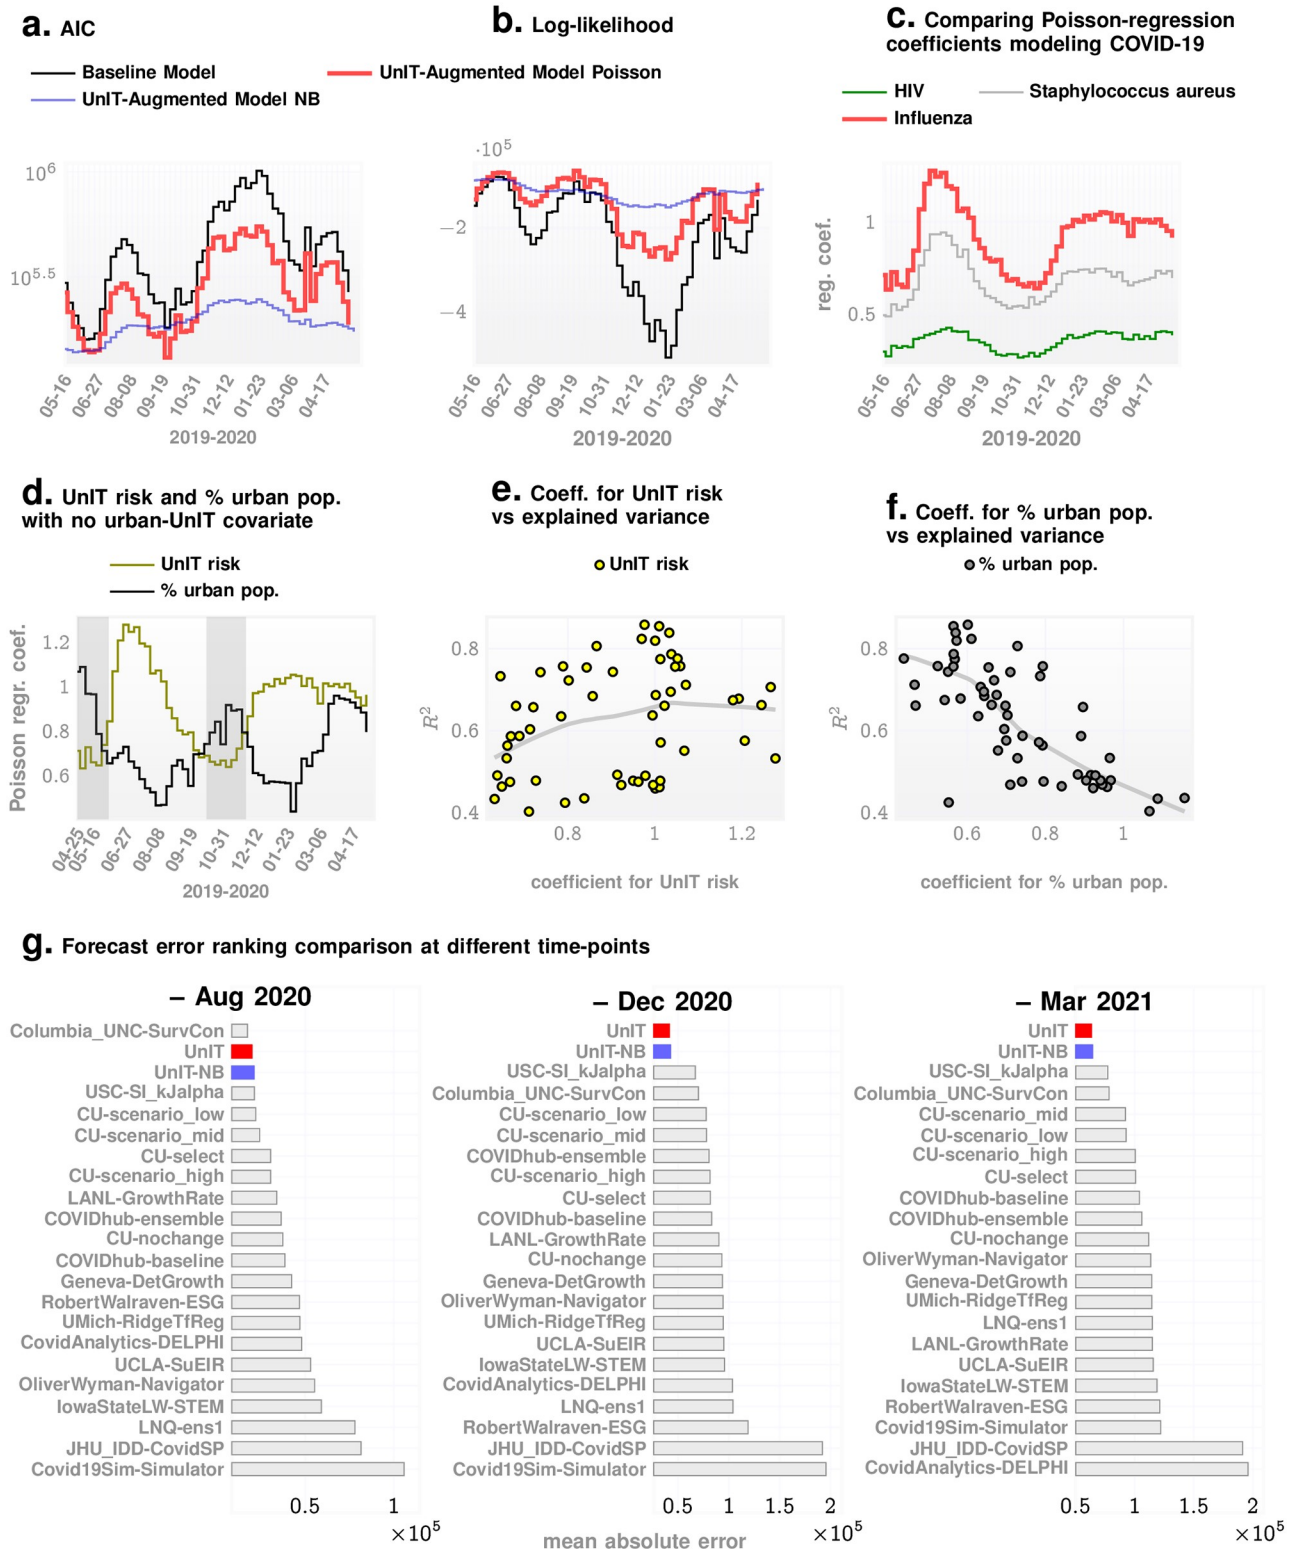 a. AIC
Baseline Model
UnIT-Augmented Model Poisson
UnIT-Augmented Model NB
10^6
10^5.5
05-16
06-27
08-08
09-19
10-31
12-12
01-23
03-06
04-17
2019-2020
b. Log-likelihood
·10^5
−2
−4
05-16
06-27
08-08
09-19
10-31
12-12
01-23
03-06
04-17
2019-2020
c. Comparing Poisson-regression
coefficients modeling COVID-19
HIV
Staphylococcus aureus
Influenza
reg. coef.
1
0.5
05-16
06-27
08-08
09-19
10-31
12-12
01-23
03-06
04-17
2019-2020
d. UnIT risk and % urban pop.
with no urban-UnIT covariate
UnIT risk
% urban pop.
Poisson regr. coef.
1.2
1
0.8
0.6
04-25
05-16
06-27
08-08
09-19
10-31
12-12
01-23
03-06
04-17
2019-2020
e. Coeff. for UnIT risk
vs explained variance
UnIT risk
R^2
0.8
0.6
0.4
0.8
1
1.2
coefficient for UnIT risk
f. Coeff. for % urban pop.
vs explained variance
% urban pop.
R^2
0.8
0.6
0.4
0.6
0.8
1
coefficient for % urban pop.
g. Forecast error ranking comparison at different time-points
– Aug 2020
Columbia_UNC-SurvCon
UnIT
UnIT-NB
USC-SI_kJalpha
CU-scenario_low
CU-scenario_mid
CU-select
CU-scenario_high
LANL-GrowthRate
COVIDhub-ensemble
CU-nochange
COVIDhub-baseline
Geneva-DetGrowth
RobertWalraven-ESG
UMich-RidgeTfReg
CovidAnalytics-DELPHI
UCLA-SuEIR
OliverWyman-Navigator
IowaStateLW-STEM
LNQ-ens1
JHU_IDD-CovidSP
Covid19Sim-Simulator
0.5
1
×10^5
– Dec 2020
UnIT
UnIT-NB
USC-SI_kJalpha
Columbia_UNC-SurvCon
CU-scenario_low
CU-scenario_mid
COVIDhub-ensemble
CU-scenario_high
CU-select
COVIDhub-baseline
LANL-GrowthRate
CU-nochange
Geneva-DetGrowth
OliverWyman-Navigator
UMich-RidgeTfReg
UCLA-SuEIR
IowaStateLW-STEM
CovidAnalytics-DELPHI
LNQ-ens1
RobertWalraven-ESG
JHU_IDD-CovidSP
Covid19Sim-Simulator
0.5
1
1.5
2
×10^5
mean absolute error
– Mar 2021
UnIT
UnIT-NB
USC-SI_kJalpha
Columbia_UNC-SurvCon
CU-scenario_mid
CU-scenario_low
CU-scenario_high
CU-select
COVIDhub-baseline
COVIDhub-ensemble
CU-nochange
OliverWyman-Navigator
Geneva-DetGrowth
UMich-RidgeTfReg
LNQ-ens1
LANL-GrowthRate
UCLA-SuEIR
IowaStateLW-STEM
RobertWalraven-ESG
Covid19Sim-Simulator
JHU_IDD-CovidSP
CovidAnalytics-DELPHI
0.5
1
1.5
2
×10^5